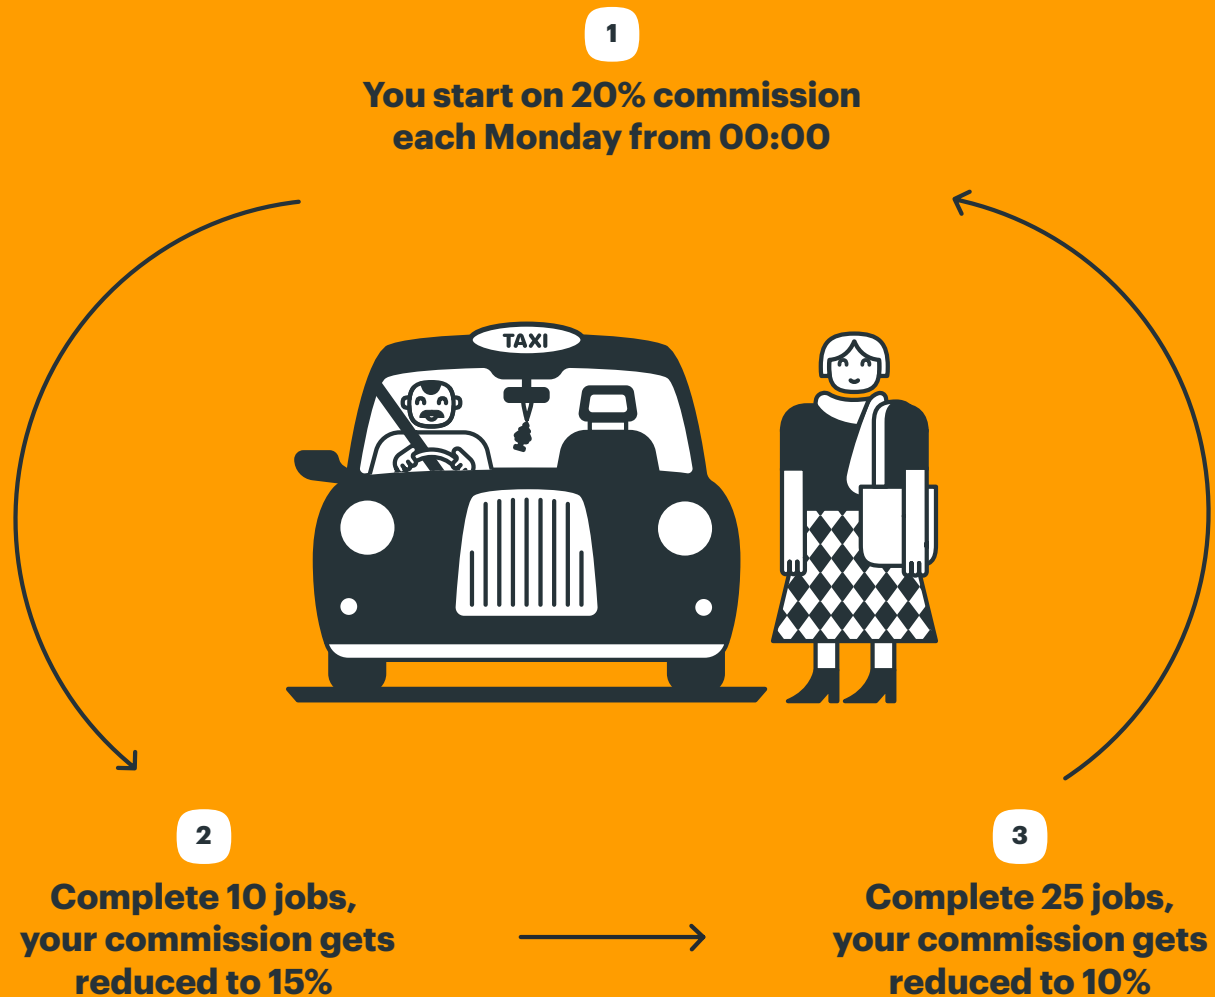 1
You start on 20% commission
each Monday from 00:00
TAXI
2
Complete 10 jobs,
your commission gets
reduced to 15%
3
Complete 25 jobs,
your commission gets
reduced to 10%